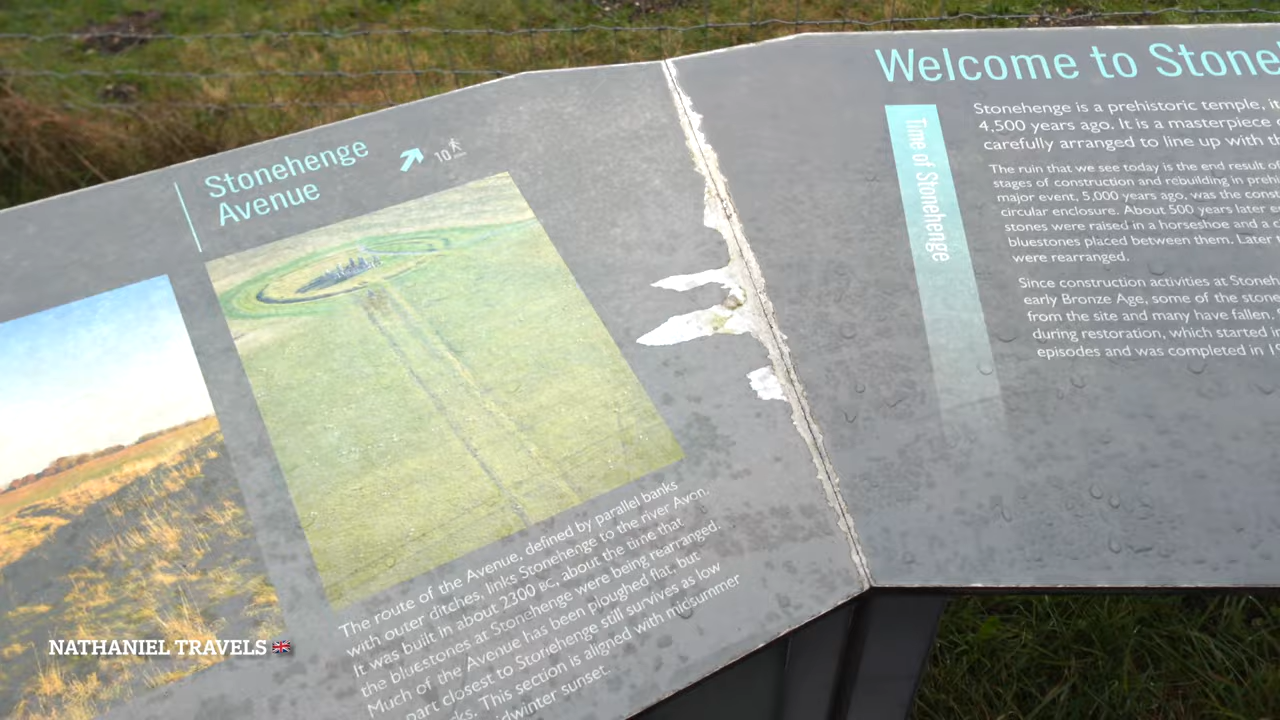 Stonehenge
Avenue
10
The route of the Avenue, defined by parallel banks
with outer ditches, links Stonehenge to the river Avon.
It was built in about 2300 BC, about the time that
the bluestones at Stonehenge were being rearranged.
Much of the Avenue has been ploughed flat, but
part closest to Stonehenge still survives as low
ks. This section is aligned with midsummer
idwinter sunset.
Welcome to Stone
Time of Stonehenge
Stonehenge is a prehistoric temple, it
4,500 years ago. It is a masterpiece
carefully arranged to line up with th
The ruin that we see today is the end result of
stages of construction and rebuilding in prehi
major event, 5,000 years ago, was the const
circular enclosure. About 500 years later
stones were raised in a horseshoe and a c
bluestones placed between them. Later
were rearranged.
Since construction activities at Stoneh
early Bronze Age, some of the stone
from the site and many have fallen.
during restoration, which started i
episodes and was completed in 19
NATHANIEL TRAVELS